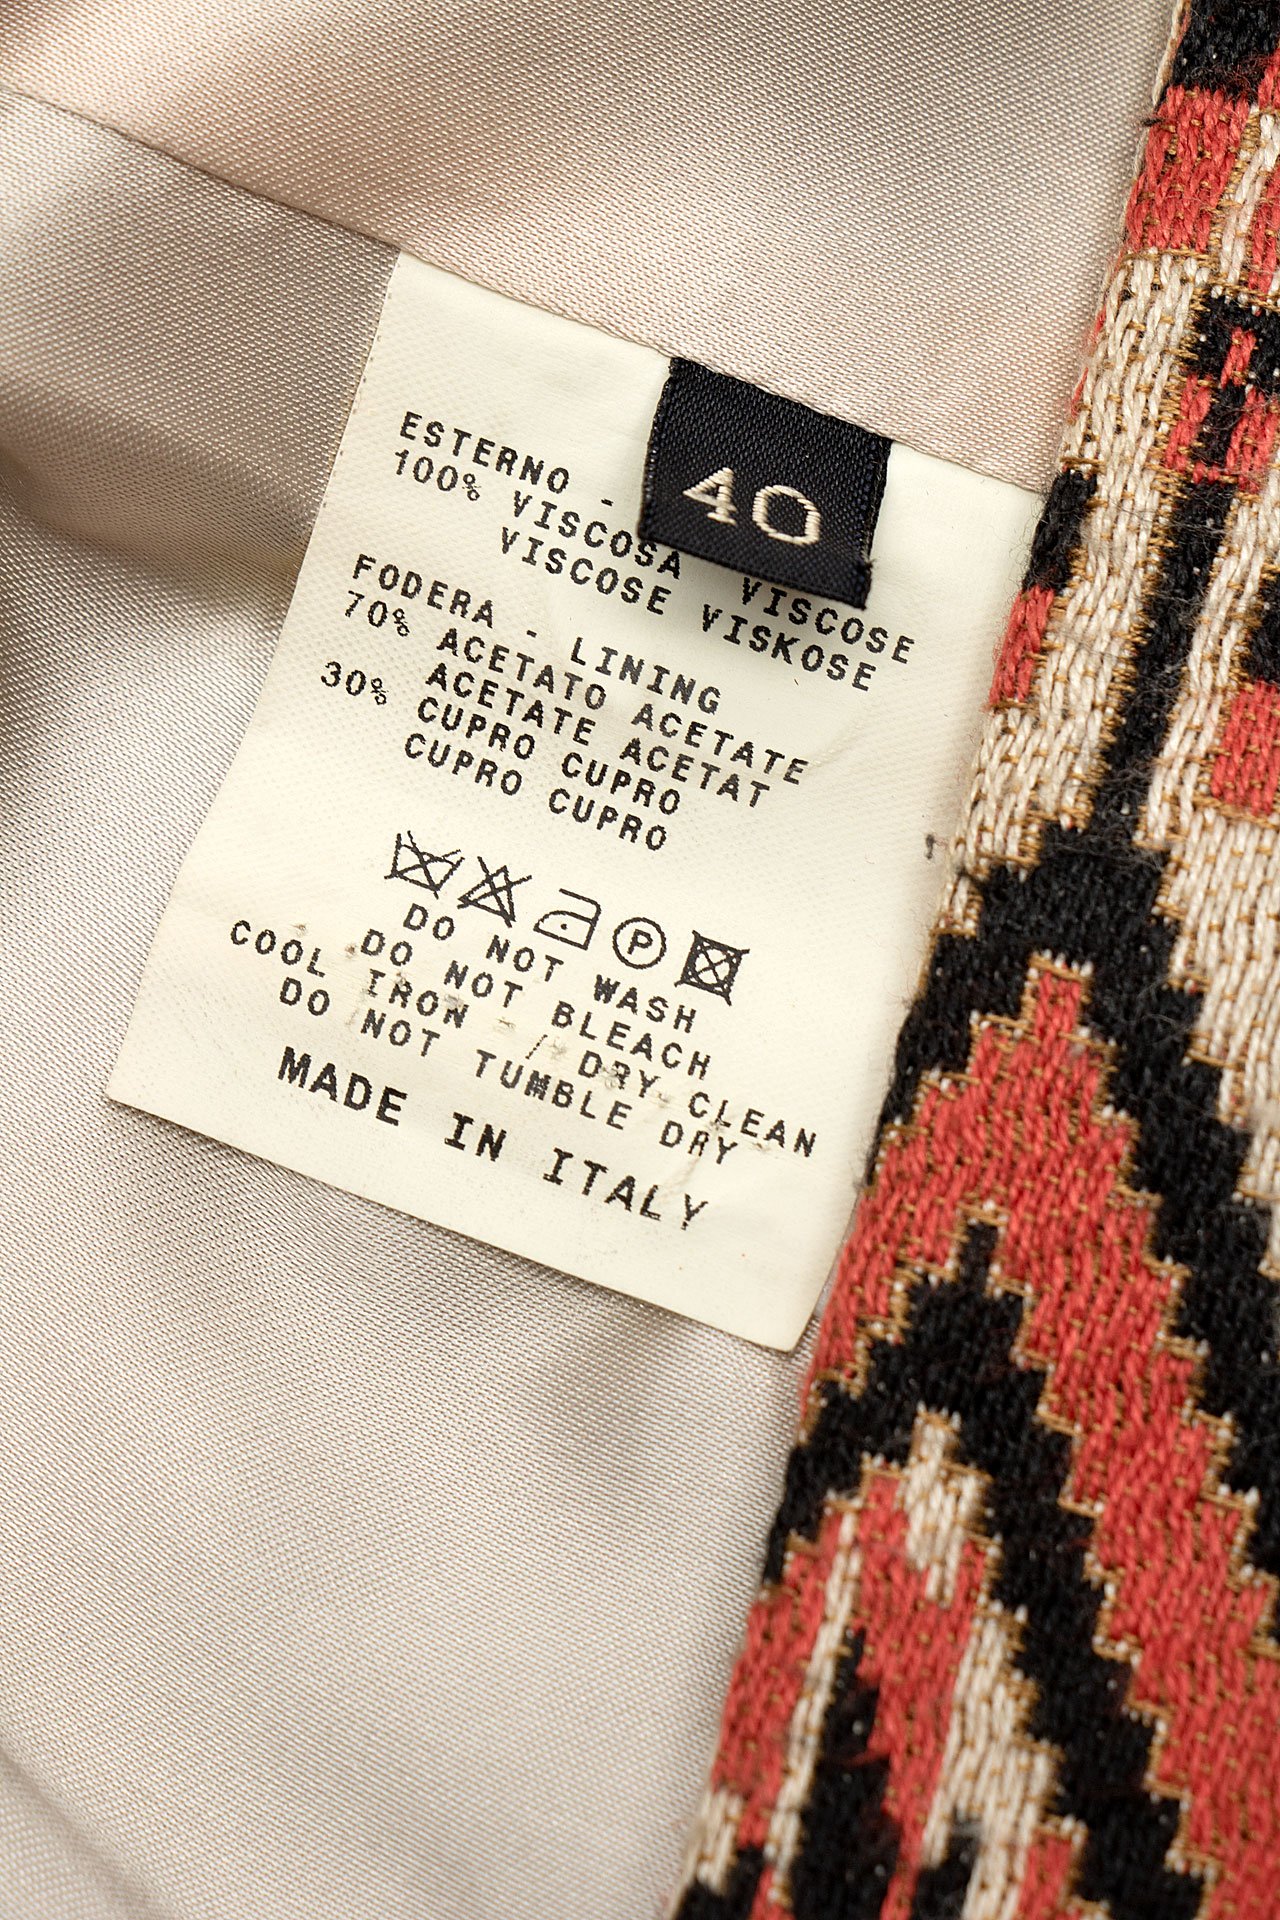 40
ESTERNO -
100% VISCOSA VISCOSE
VISCOSE VISKOSE
FODERA - LINING
70% ACETATO ACETATE
ACETATE ACETAT
30% CUPRO CUPRO
CUPRO CUPRO
P
DO NOT WASH
DO NOT BLEACH
COOL IRON - / DRY CLEAN
DO NOT TUMBLE DRY
MADE IN ITALY